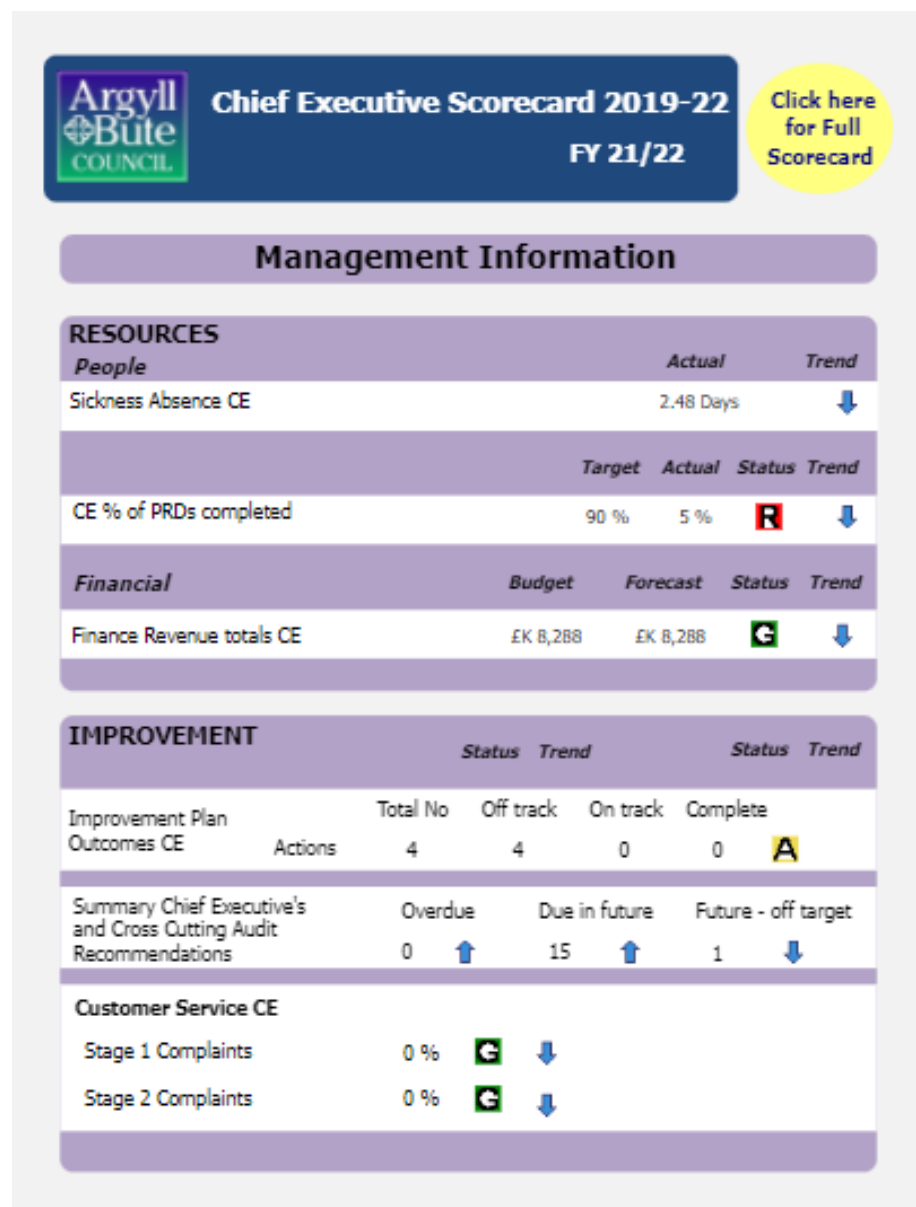 Argyll
Bute
COUNCIL
Chief Executive Scorecard 2019-22
FY 21/22
Click here
for Full
Scorecard
Management Information
RESOURCES
People Actual Trend
Sickness Absence CE 2.48 Days
Target Actual Status Trend
CE % of PRDs completed 90 % 5 % R
Financial Budget Forecast Status Trend
Finance Revenue totals CE £K 8,288 £K 8,288 G
IMPROVEMENT
Status Trend Status Trend
Improvement Plan
Outcomes CE
Total No Off track On track Complete
Actions 4 4 0 0 A
Summary Chief Executive's
and Cross Cutting Audit
Recommendations
Overdue Due in future Future - off target
0 15 1
Customer Service CE
Stage 1 Complaints 0 % G
Stage 2 Complaints 0 % G